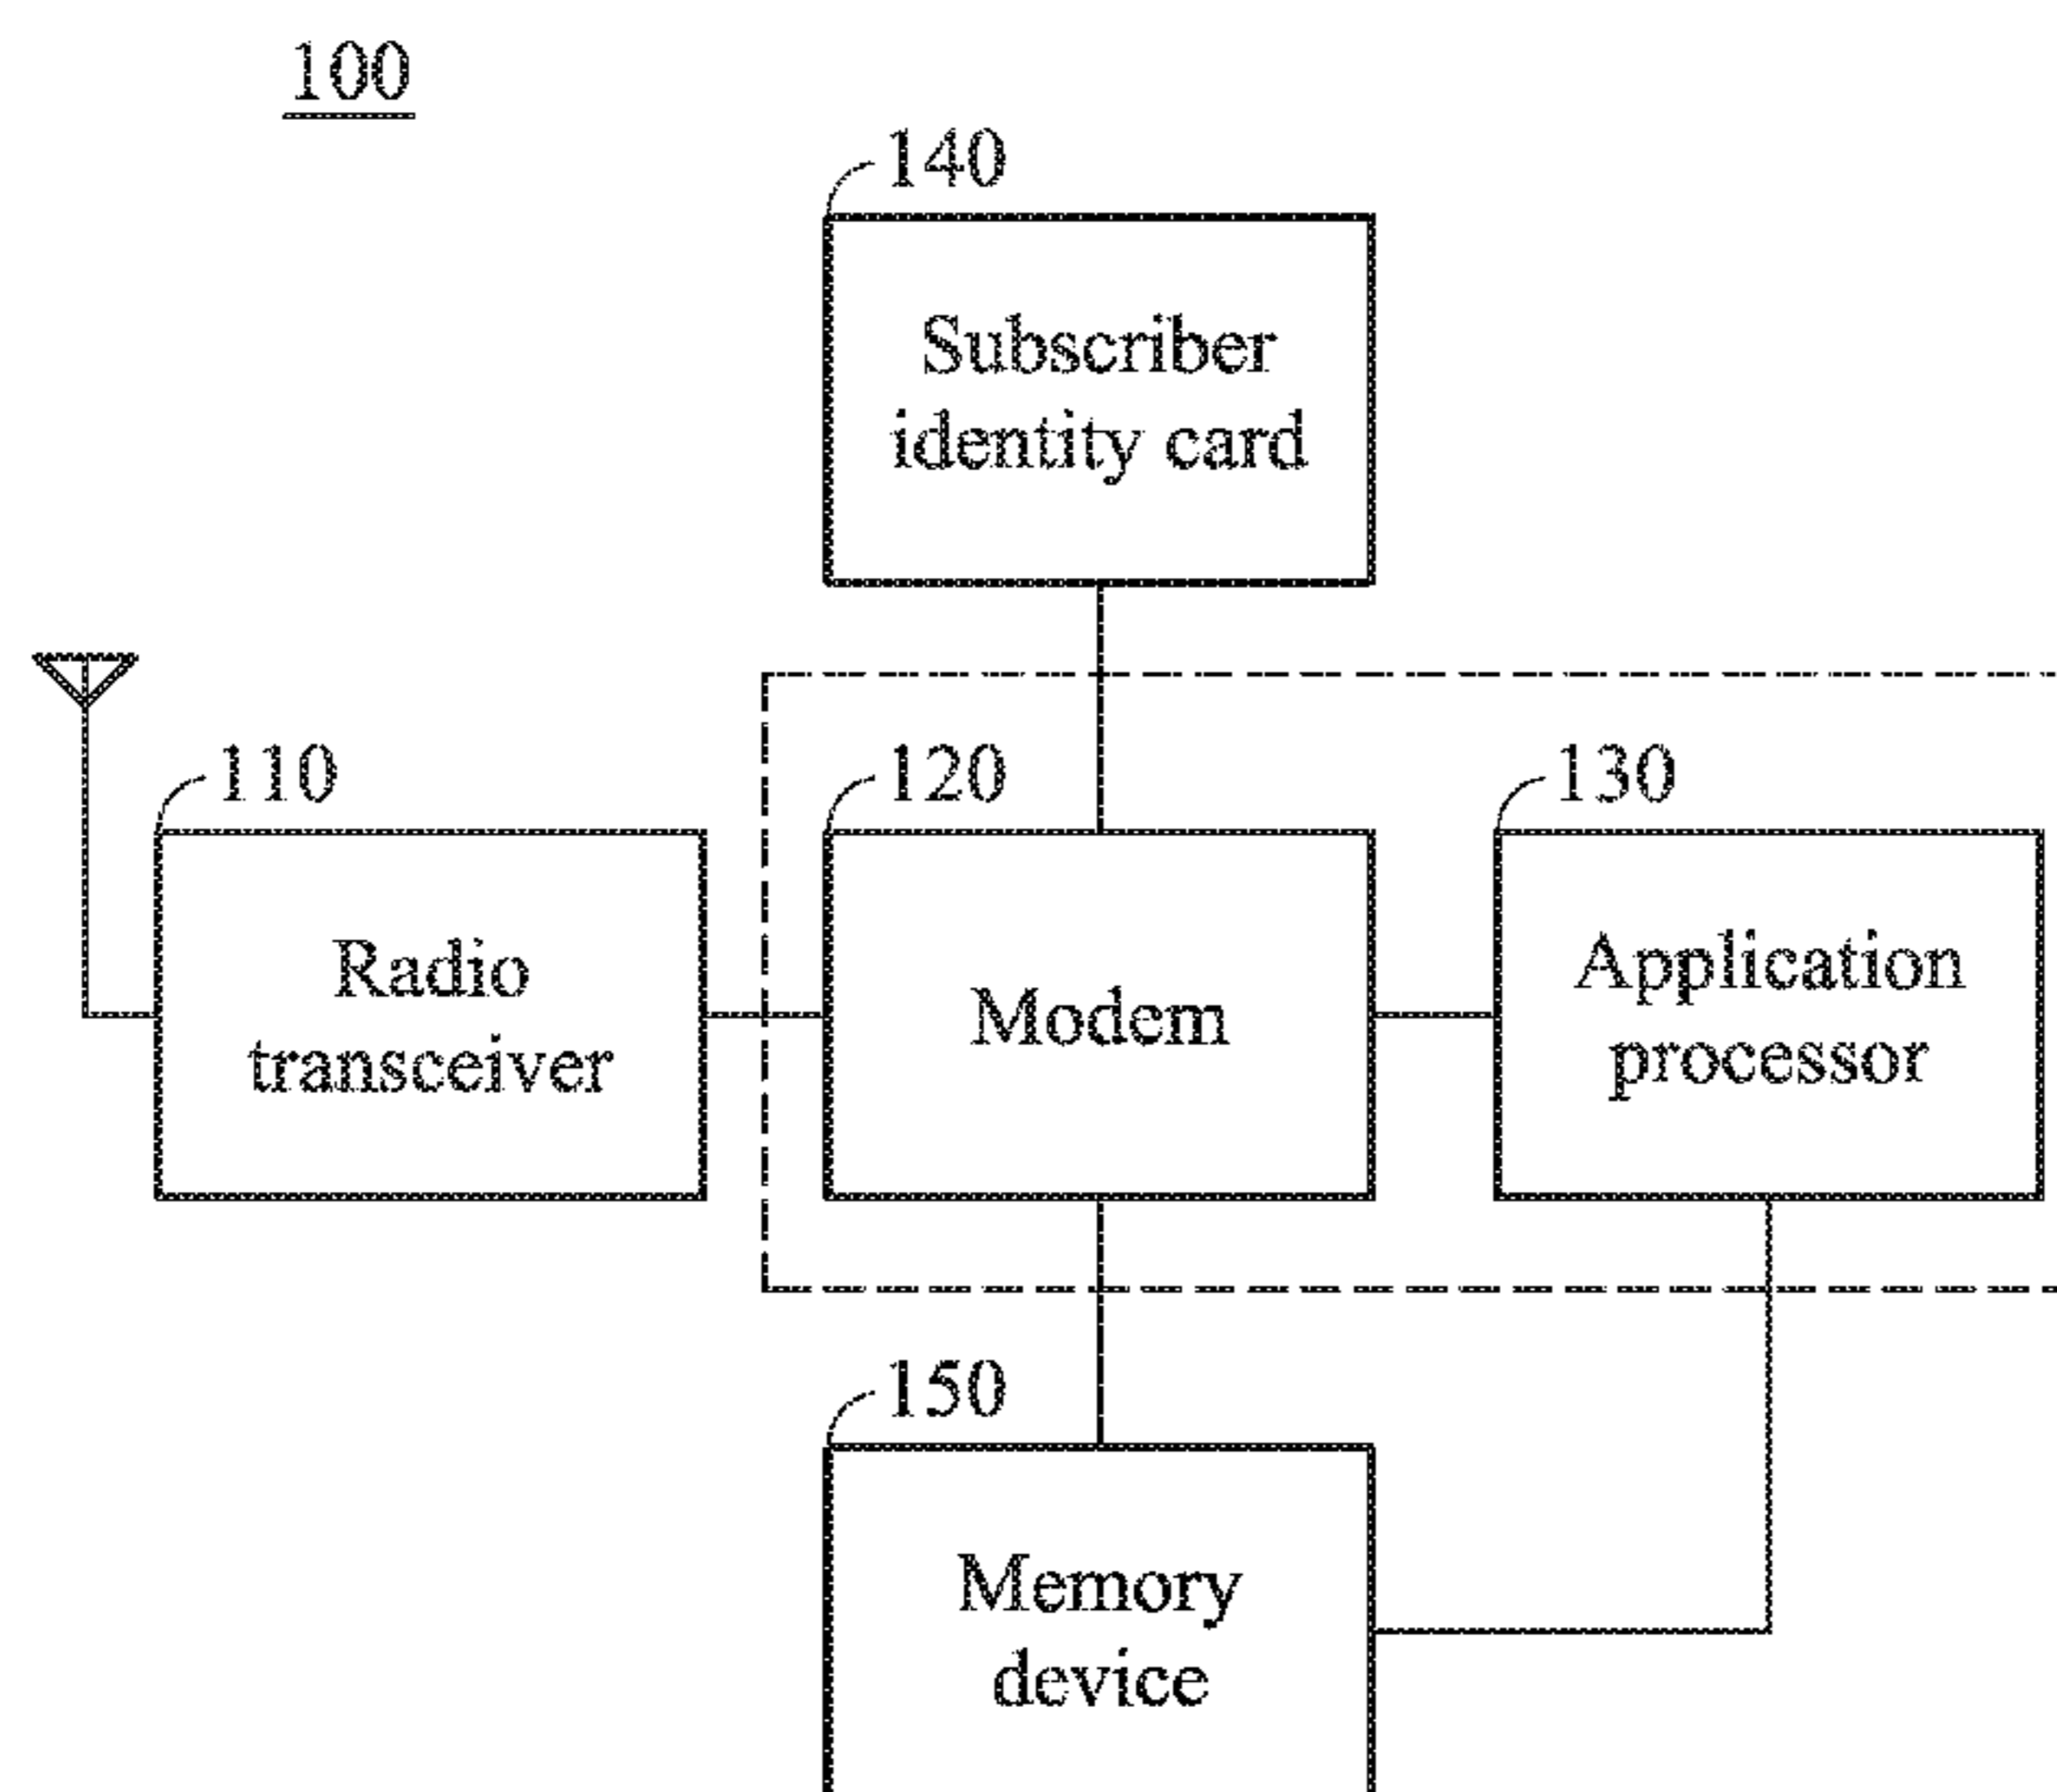 100
140
Subscriber
identity card
110
120
130
Radio
transceiver
Modem
Application
processor
150
Memory
device